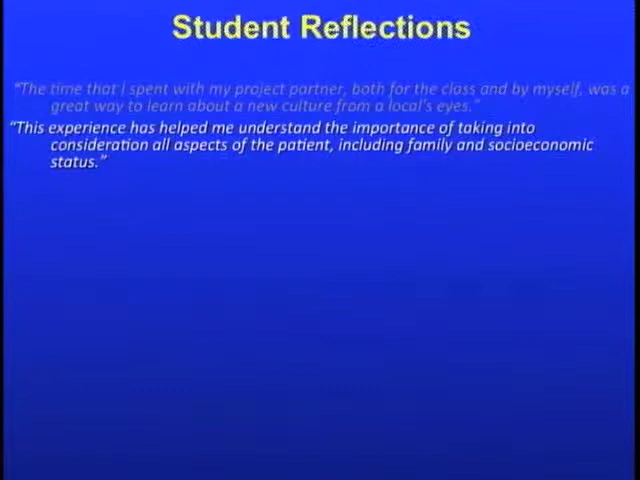 Student Reflections
“The time that I spent with my project partner, both for the class and by myself, was a
great way to learn about a new culture from a local's eyes.”
“This experience has helped me understand the importance of taking into
consideration all aspects of the patient, including family and socioeconomic
status.”